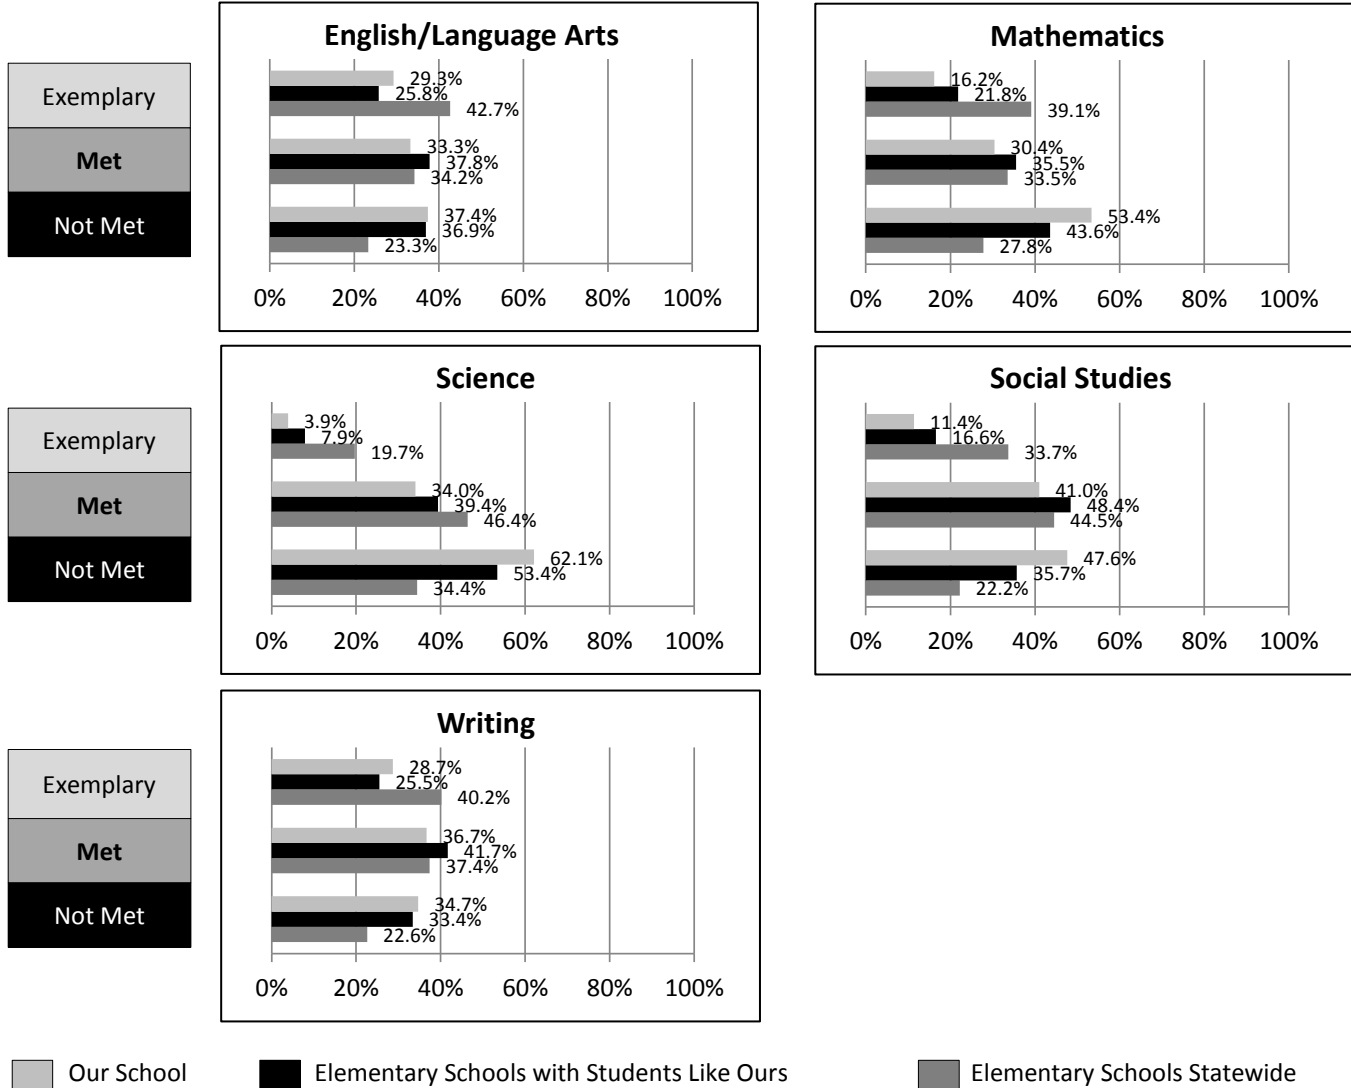 English/Language Arts
Exemplary
Met
Not Met
29.3%
25.8%
42.7%
33.3%
37.8%
34.2%
37.4%
36.9%
23.3%
0% 20% 40% 60% 80% 100%
Mathematics
16.2%
21.8%
39.1%
30.4%
35.5%
33.5%
53.4%
43.6%
27.8%
0% 20% 40% 60% 80% 100%
Science
Exemplary
Met
Not Met
3.9%
7.9%
19.7%
34.0%
39.4%
46.4%
62.1%
53.4%
34.4%
0% 20% 40% 60% 80% 100%
Social Studies
11.4%
16.6%
33.7%
41.0%
48.4%
44.5%
47.6%
35.7%
22.2%
0% 20% 40% 60% 80% 100%
Writing
Exemplary
Met
Not Met
28.7%
25.5%
40.2%
36.7%
41.7%
37.4%
34.7%
33.4%
22.6%
0% 20% 40% 60% 80% 100%
Our School Elementary Schools with Students Like Ours Elementary Schools Statewide